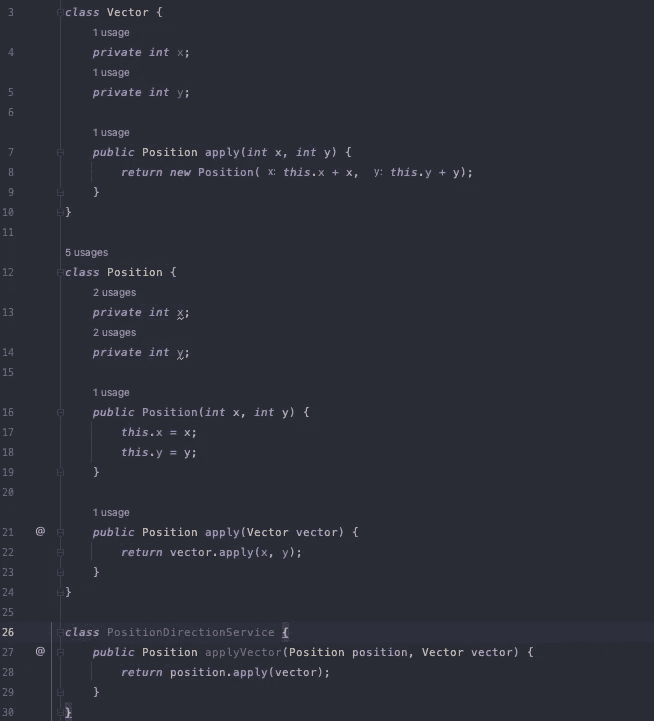 3 class Vector {
1 usage
4 private int x;
1 usage
5 private int y;
6
1 usage
7 public Position apply(int x, int y) {
8 return new Position( x: this.x + x, y: this.y + y);
9 }
10 }
11
5 usages
12 class Position {
2 usages
13 private int x;
2 usages
14 private int y;
15
1 usage
16 public Position(int x, int y) {
17 this.x = x;
18 this.y = y;
19 }
20
1 usage
21 @ public Position apply(Vector vector) {
22 return vector.apply(x, y);
23 }
24 }
25
26 class PositionDirectionService {
27 @ public Position applyVector(Position position, Vector vector) {
28 return position.apply(vector);
29 }
30 }